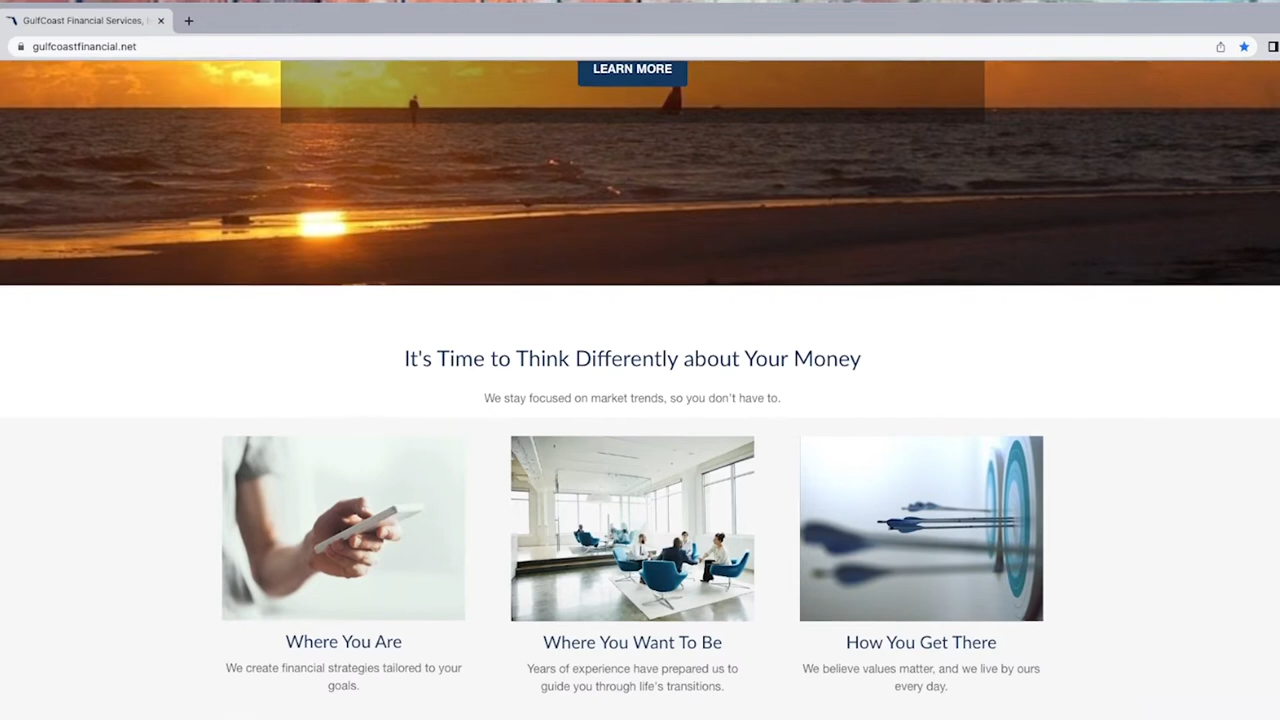 GulfCoast Financial Services,
gulfcoastfinancial.net
LEARN MORE
It's Time to Think Differently about Your Money
We stay focused on market trends, so you don't have to.
Where You Are
We create financial strategies tailored to your
goals.
Where You Want To Be
Years of experience have prepared us to
guide you through life's transitions.
How You Get There
We believe values matter, and we live by ours
every day.